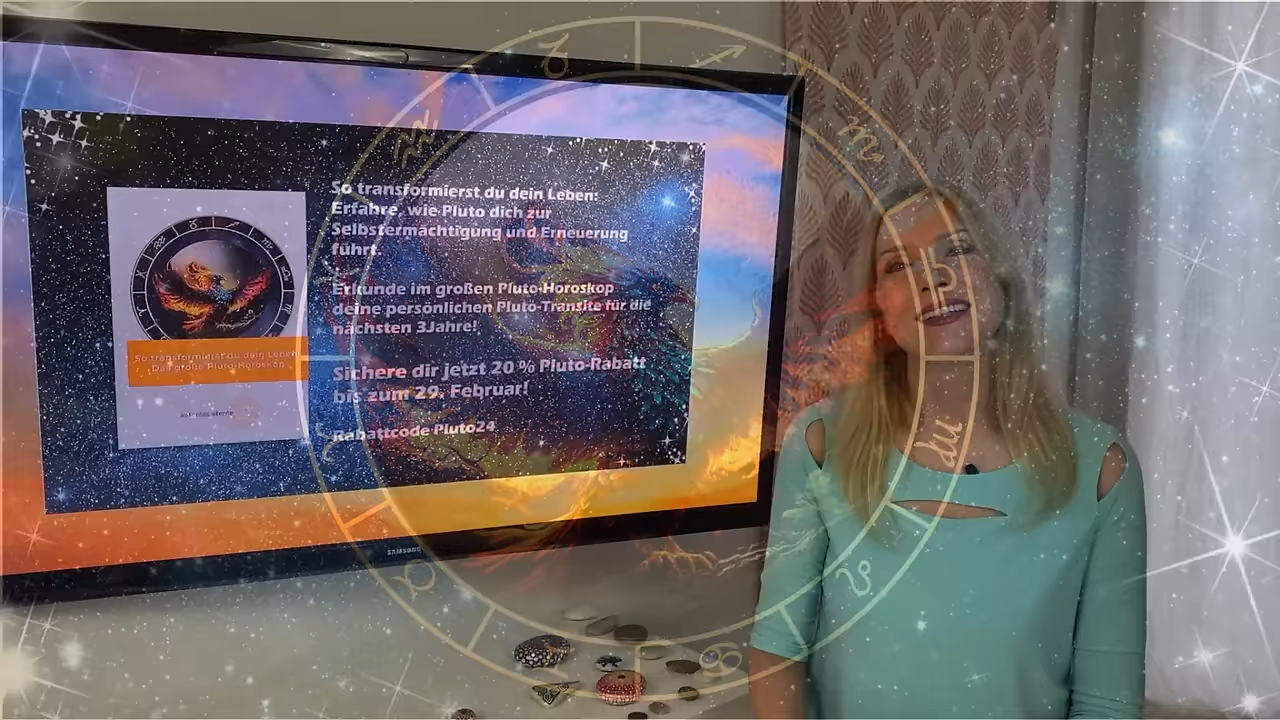 So transformierst du dein Leben:
Erfahre, wie Pluto dich zur
Selbstermächtigung und Erneuerung
führt.
Erkunde im großen Pluto-Horoskop
deine persönlichen Pluto-Transite für die
nächsten 3Jahre!
Sichere dir jetzt 20 % Pluto-Rabatt
bis zum 29. Februar!
Rabattcode Pluto24
So transformierst du dein Leben
Das große Pluto-Horoskop
SAMSUNG